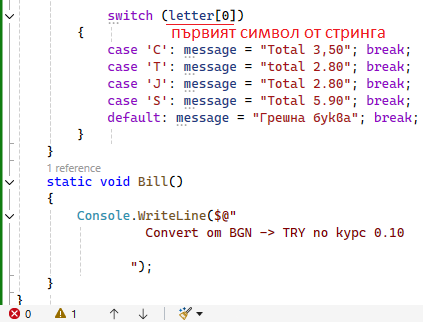 switch (letter[0])
{ първият символ от стринга
case 'C': message = "Total 3,50"; break;
case 'T': message = "total 2.80"; break;
case 'J': message = "Total 2.80"; break;
case 'S': message = "Total 5.90"; break;
default: message = "Грешна буква"; break;
}
}
1 reference
static void Bill()
{
Console.WriteLine($@"
Convert от BGN -> TRY по курс 0.10
");
}
}
0 1